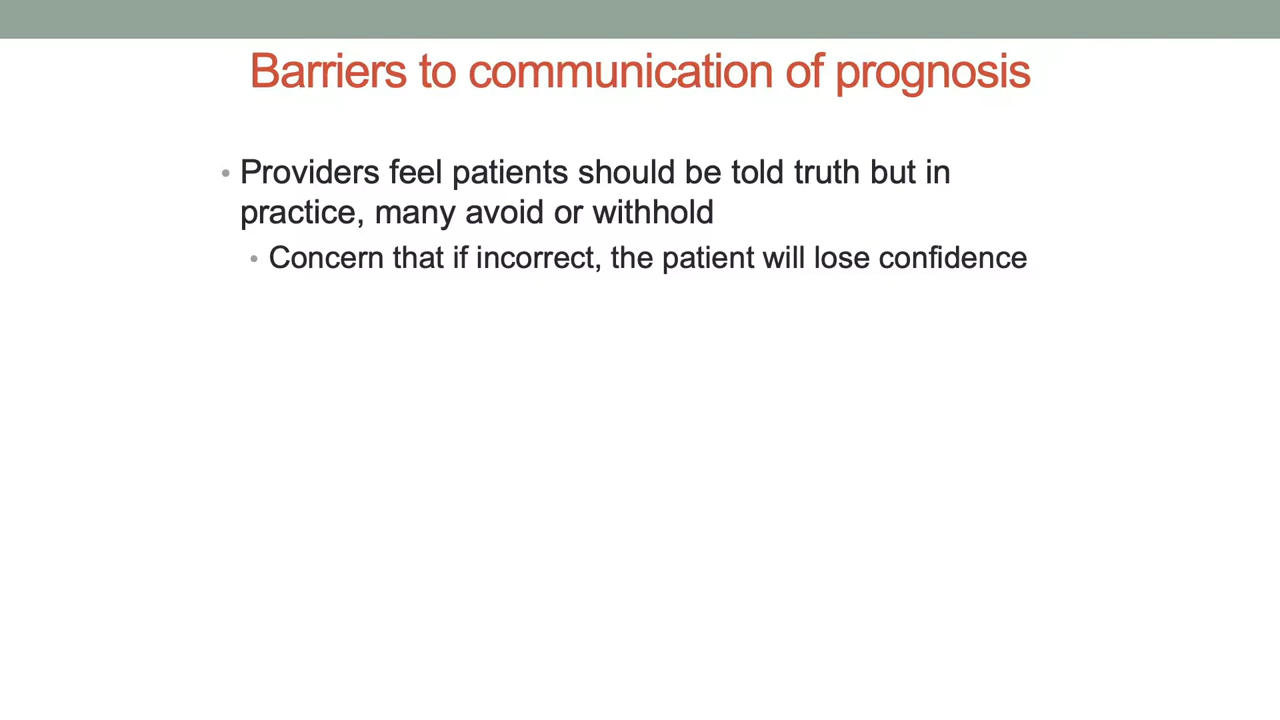 Barriers to communication of prognosis
• Providers feel patients should be told truth but in
practice, many avoid or withhold
• Concern that if incorrect, the patient will lose confidence